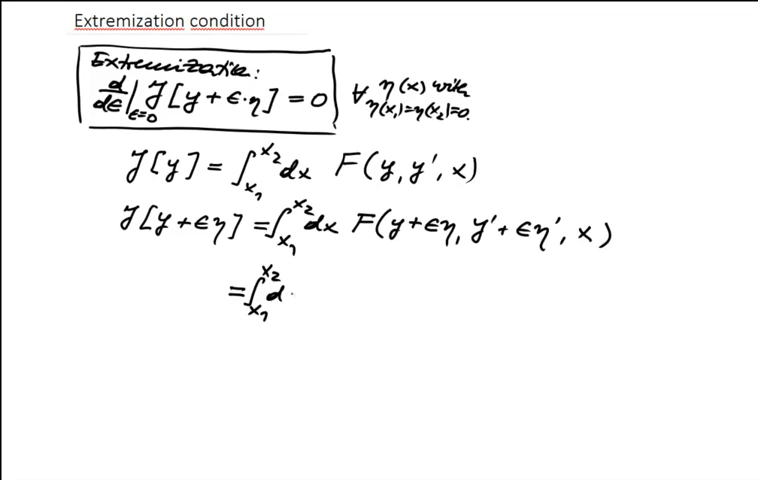 Extremization condition
Extremization:
d/dϵ|ϵ=0 J[y + ϵ·η] = 0 ∀ η(x) with η(x₁)=η(x₂)=0.
J[y] = ∫x₁^x₂ dx F(y, y', x)
J[y + ϵη] = ∫x₁^x₂ dx F(y+ϵη, y'+ϵη', x)
= ∫x₁^x₂ d